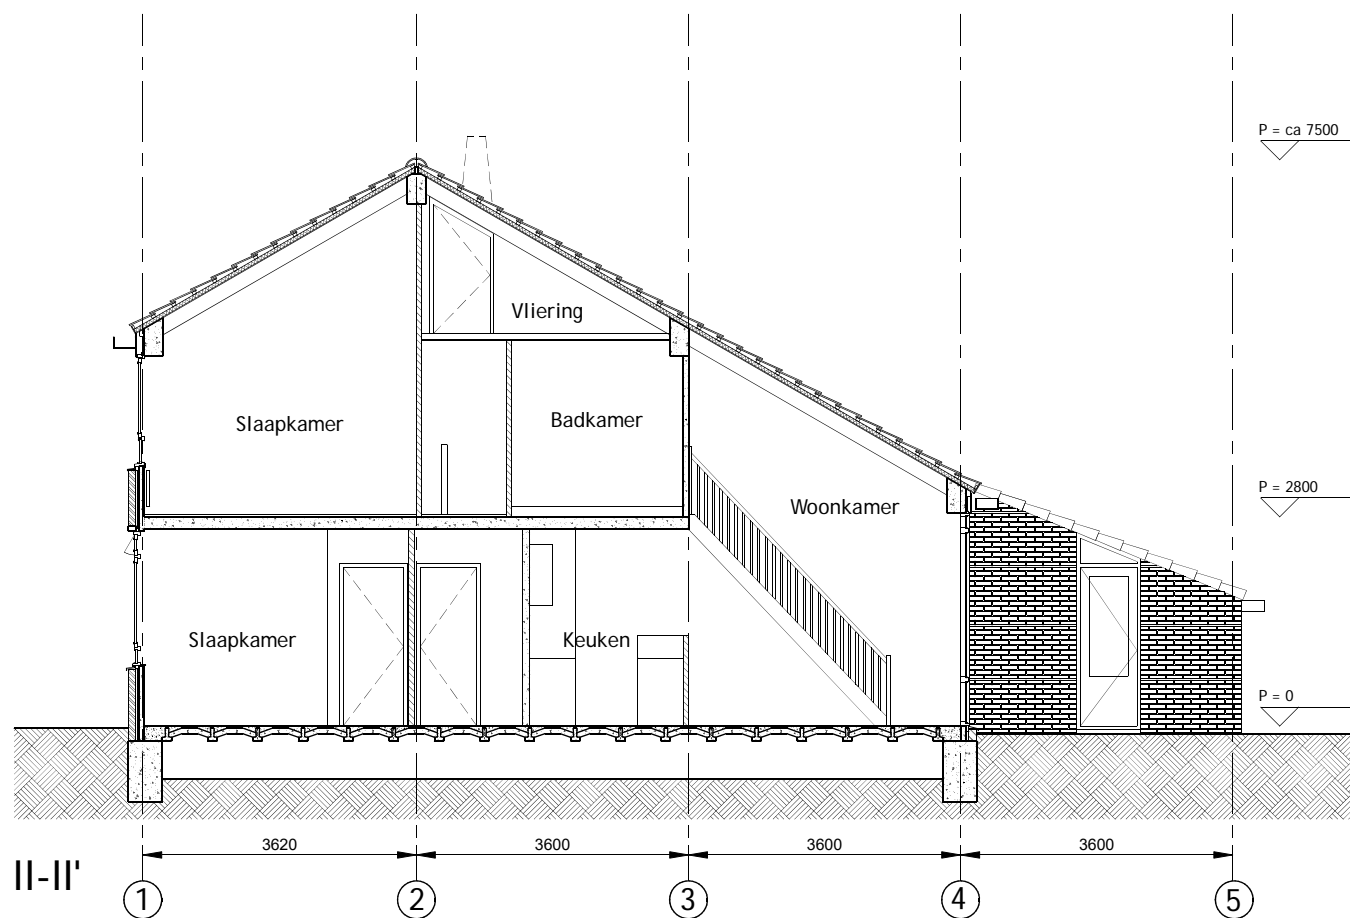 P = ca 7500
Vliering
Slaapkamer
Badkamer
P = 2800
Woonkamer
Slaapkamer
Keuken
P = 0
3620
3600
3600
3600
II-II'
1
2
3
4
5